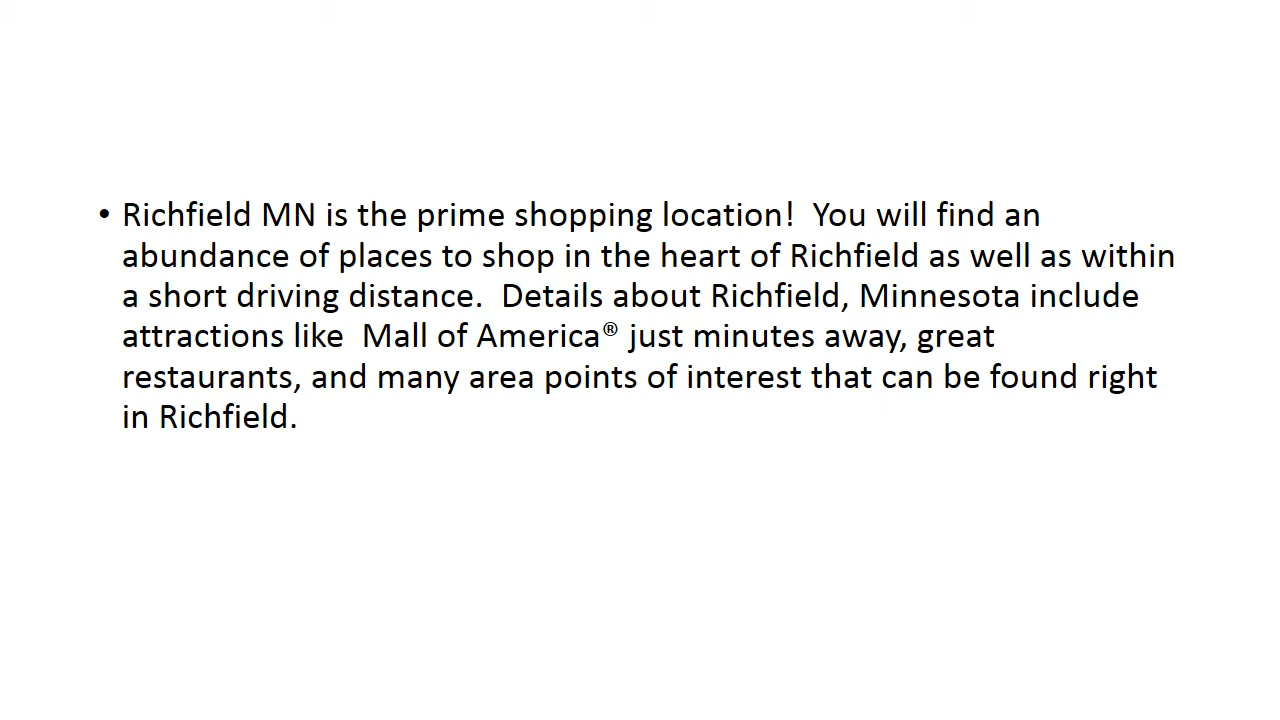 • Richfield MN is the prime shopping location!  You will find an
abundance of places to shop in the heart of Richfield as well as within
a short driving distance.  Details about Richfield, Minnesota include
attractions like  Mall of America® just minutes away, great
restaurants, and many area points of interest that can be found right
in Richfield.